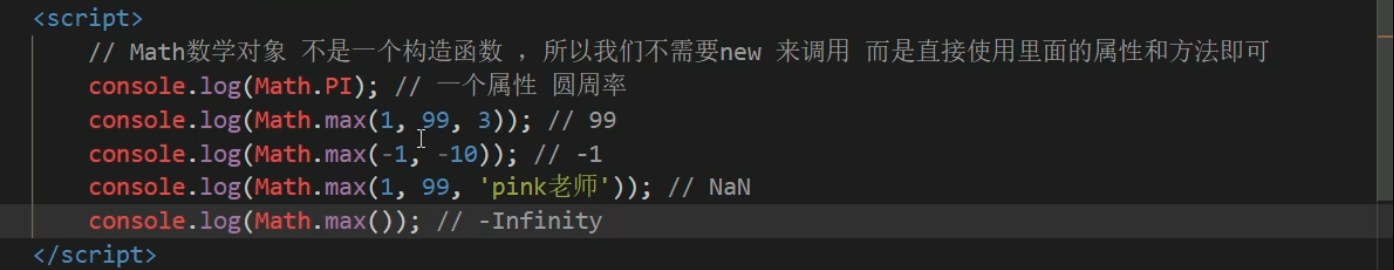 <script>
// Math数学对象 不是一个构造函数 ，所以我们不需要new 来调用 而是直接使用里面的属性和方法即可
console.log(Math.PI); // 一个属性 圆周率
console.log(Math.max(1, 99, 3)); // 99
console.log(Math.max(-1, -10)); // -1
console.log(Math.max(1, 99, 'pink老师')); // NaN
console.log(Math.max()); // -Infinity
</script>